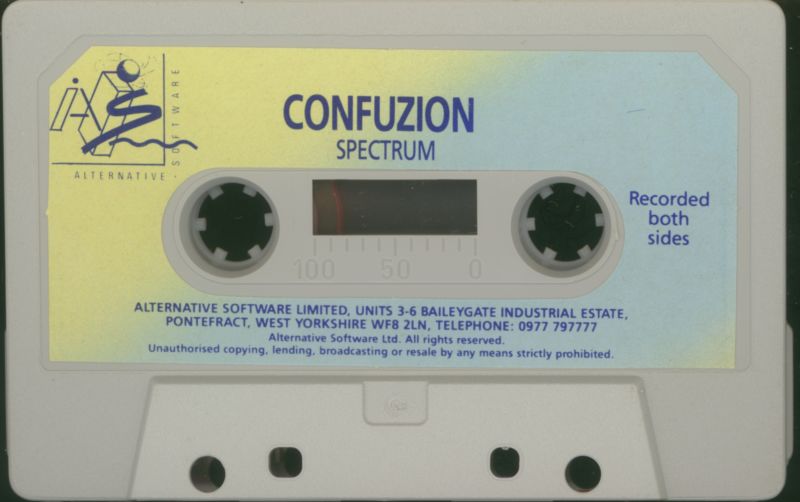 CONFUZION
SPECTRUM
SOFTWARE
ALTERNATIVE
Recorded
both
sides
100 50 0
ALTERNATIVE SOFTWARE LIMITED, UNITS 3-6 BAILEYGATE INDUSTRIAL ESTATE,
PONTEFRACT, WEST YORKSHIRE WF8 2LN, TELEPHONE: 0977 797777
Alternative Software Ltd. All rights reserved.
Unauthorised copying, lending, broadcasting or resale by any means strictly prohibited.